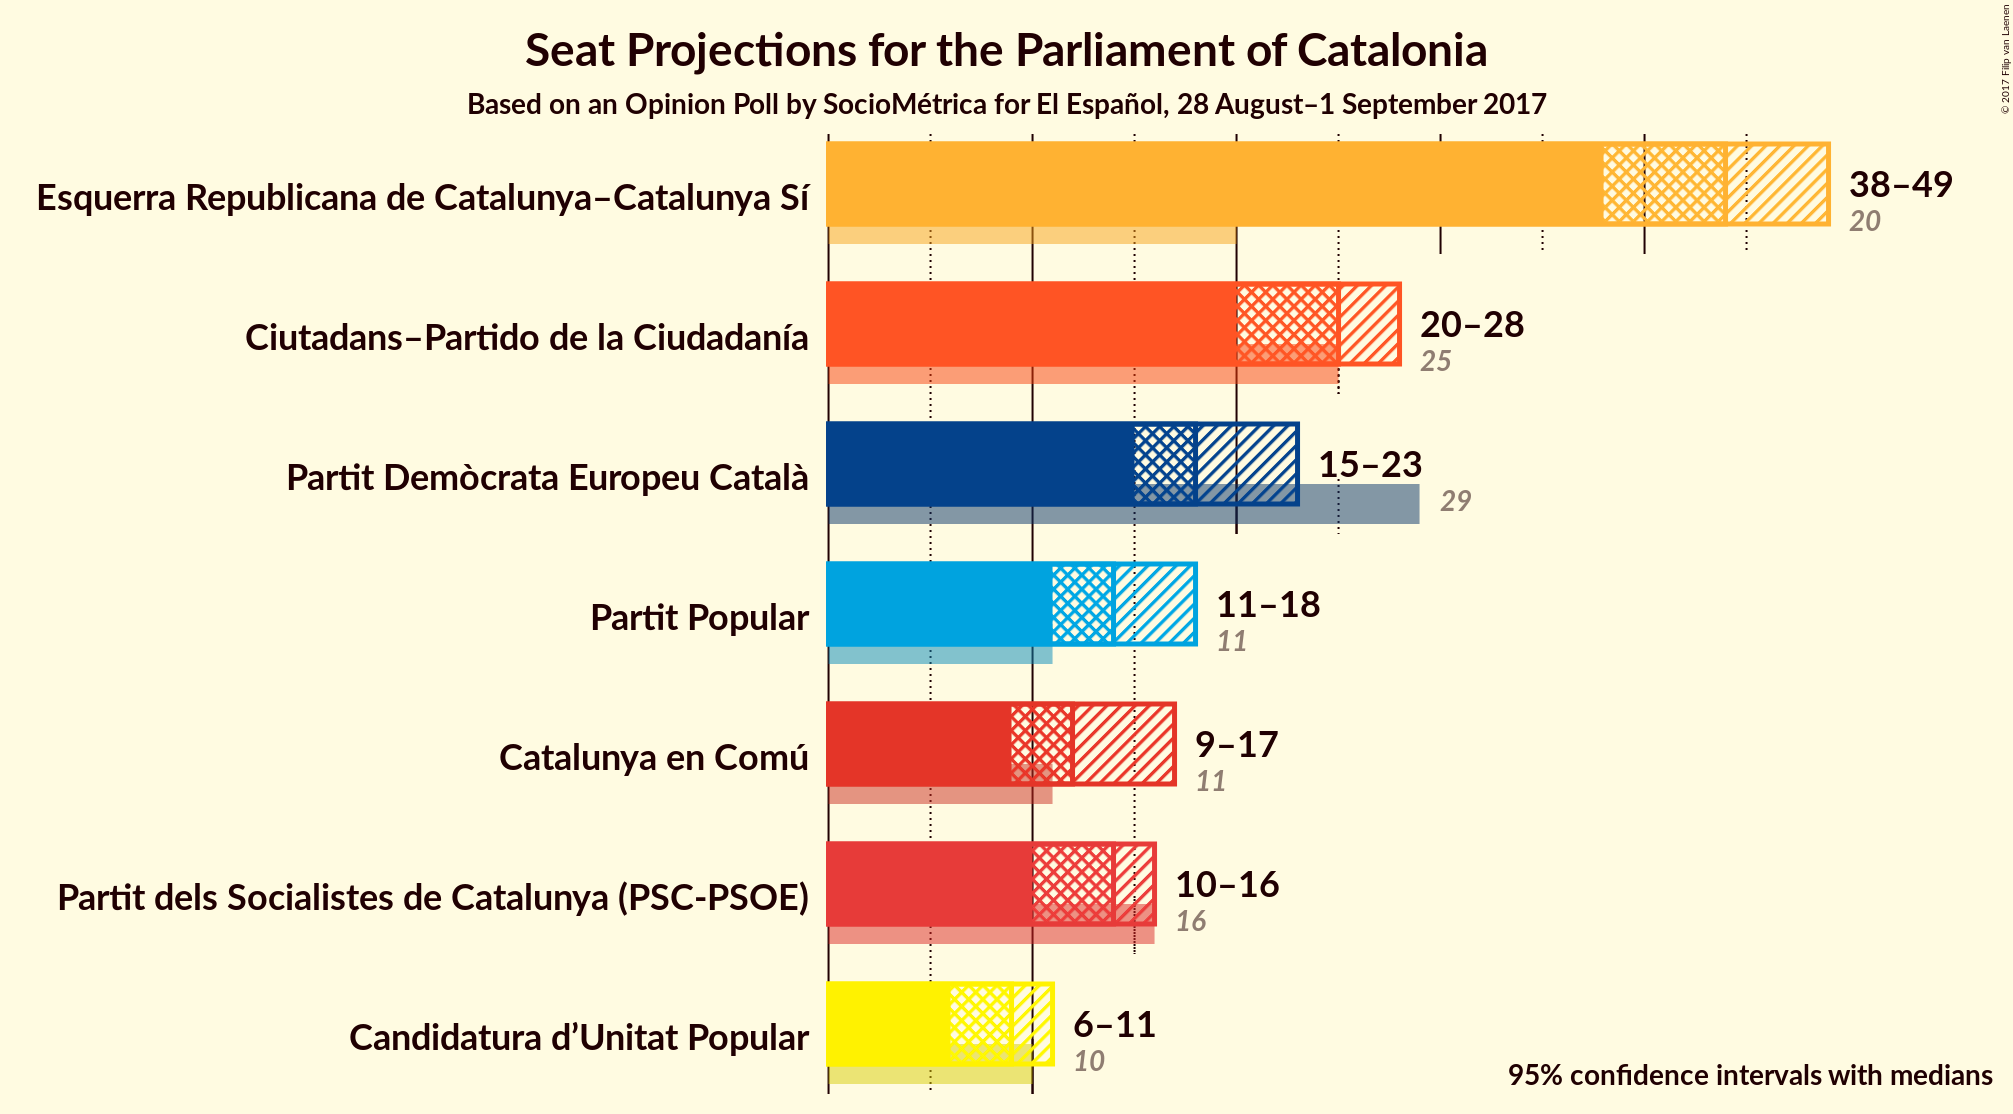 Seat Projections for the Parliament of Catalonia
Based on an Opinion Poll by SocioMétrica for El Español, 28 August–1 September 2017
© 2017 Filip van Laenen
Esquerra Republicana de Catalunya–Catalunya Sí
38–49
20
Ciutadans–Partido de la Ciudadanía
20–28
25
Partit Demòcrata Europeu Català
15–23
29
Partit Popular
11–18
11
Catalunya en Comú
9–17
11
Partit dels Socialistes de Catalunya (PSC-PSOE)
10–16
16
Candidatura d’Unitat Popular
6–11
10
95% confidence intervals with medians